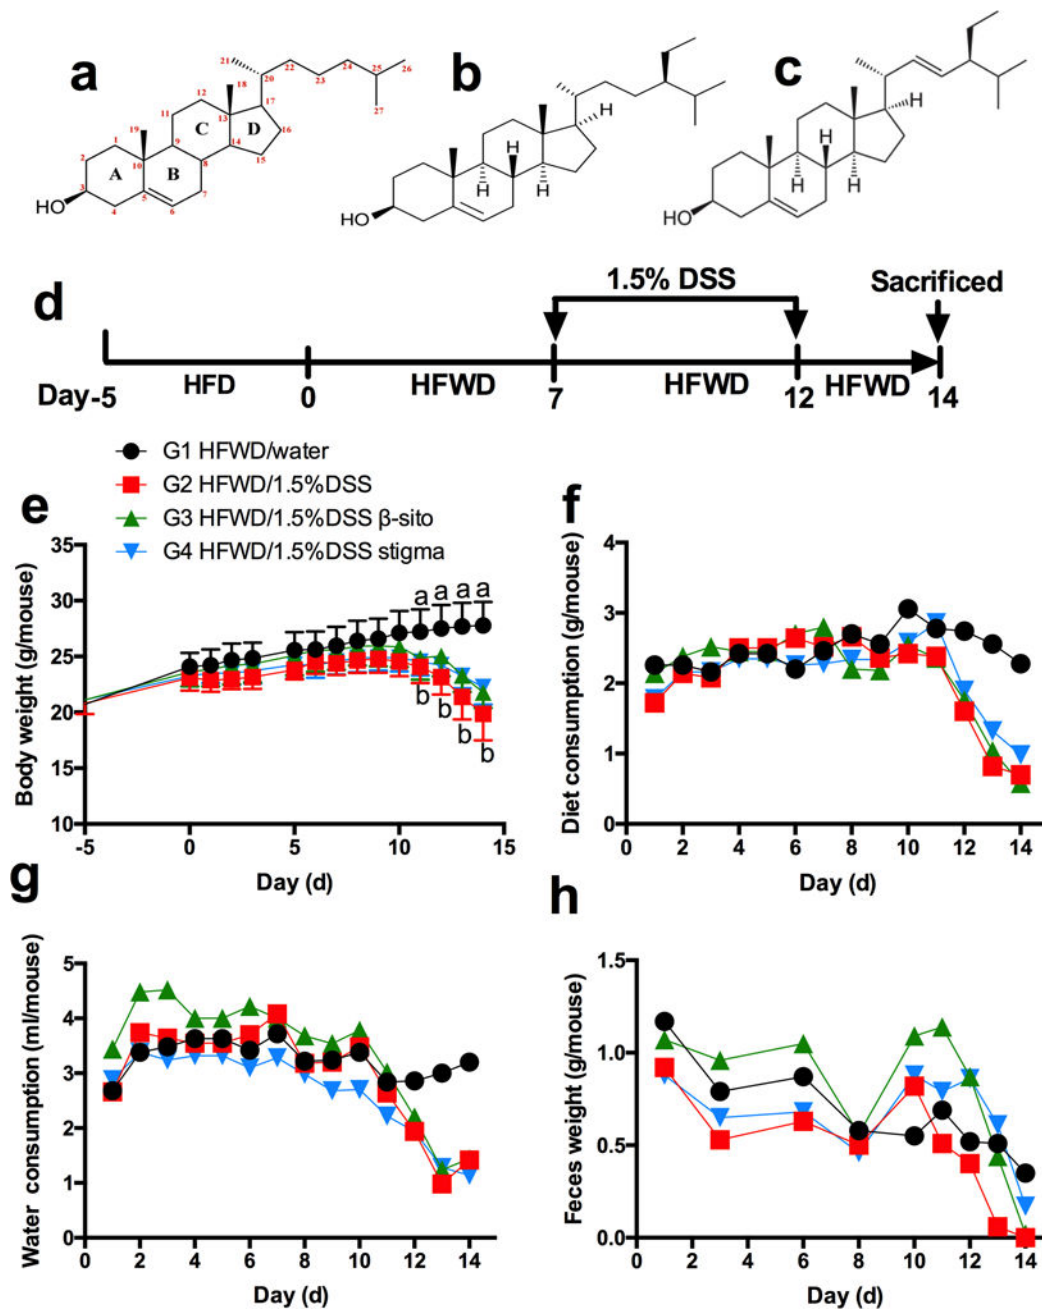 a
21
22
23
24
25
26
27
20
18
12
17
11
13
C
D
16
19
1
9
14
15
2
10
8
A
B
3
5
7
HO
4
6
b
H
H
H
H
HO
c
H
H
H
H
HO
d
1.5% DSS
Sacrificed
HFD
HFWD
HFWD
HFWD
Day-5
0
7
12
14
G1 HFWD/water
G2 HFWD/1.5%DSS
G3 HFWD/1.5%DSS β-sito
G4 HFWD/1.5%DSS stigma
e
Body weight (g/mouse)
35
30
25
20
15
10
a a a a
b
b
b
b
-5
0
5
10
15
Day (d)
f
Diet consumption (g/mouse)
4
3
2
1
0
0
2
4
6
8
10
12
14
Day (d)
g
Water consumption (ml/mouse)
5
4
3
2
1
0
0
2
4
6
8
10
12
14
Day (d)
h
Feces weight (g/mouse)
1.5
1.0
0.5
0.0
0
2
4
6
8
10
12
14
Day (d)